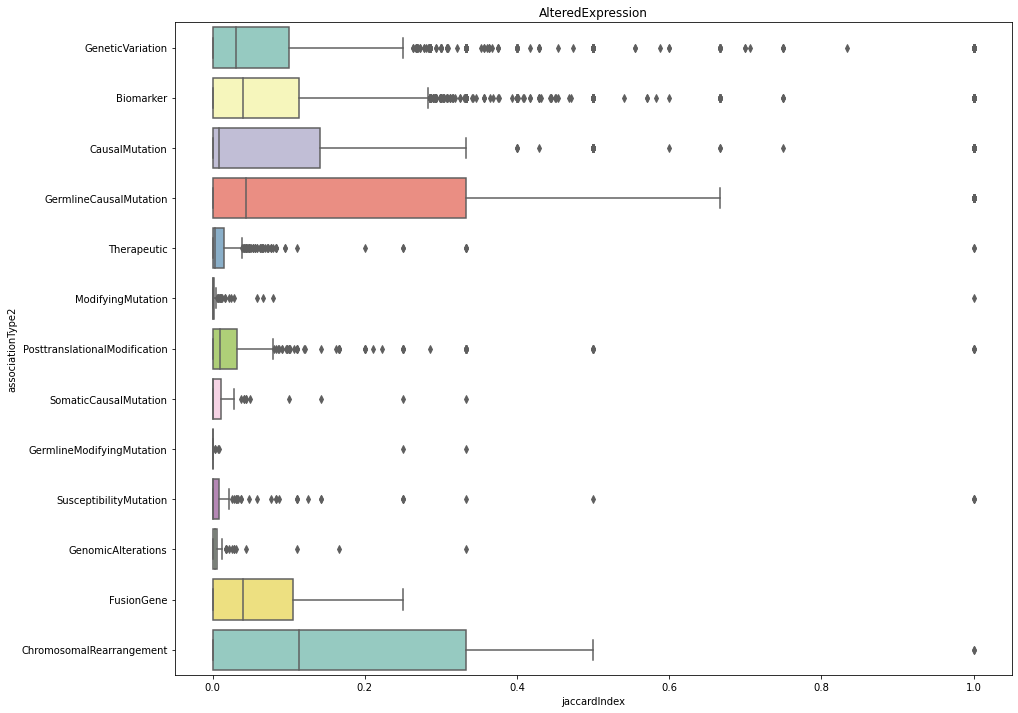 AlteredExpression
GeneticVariation
Biomarker
CausalMutation
GermlineCausalMutation
Therapeutic
ModifyingMutation
PosttranslationalModification
SomaticCausalMutation
GermlineModifyingMutation
SusceptibilityMutation
GenomicAlterations
FusionGene
ChromosomalRearrangement
associationType2
0.0 0.2 0.4 0.6 0.8 1.0
jaccardIndex